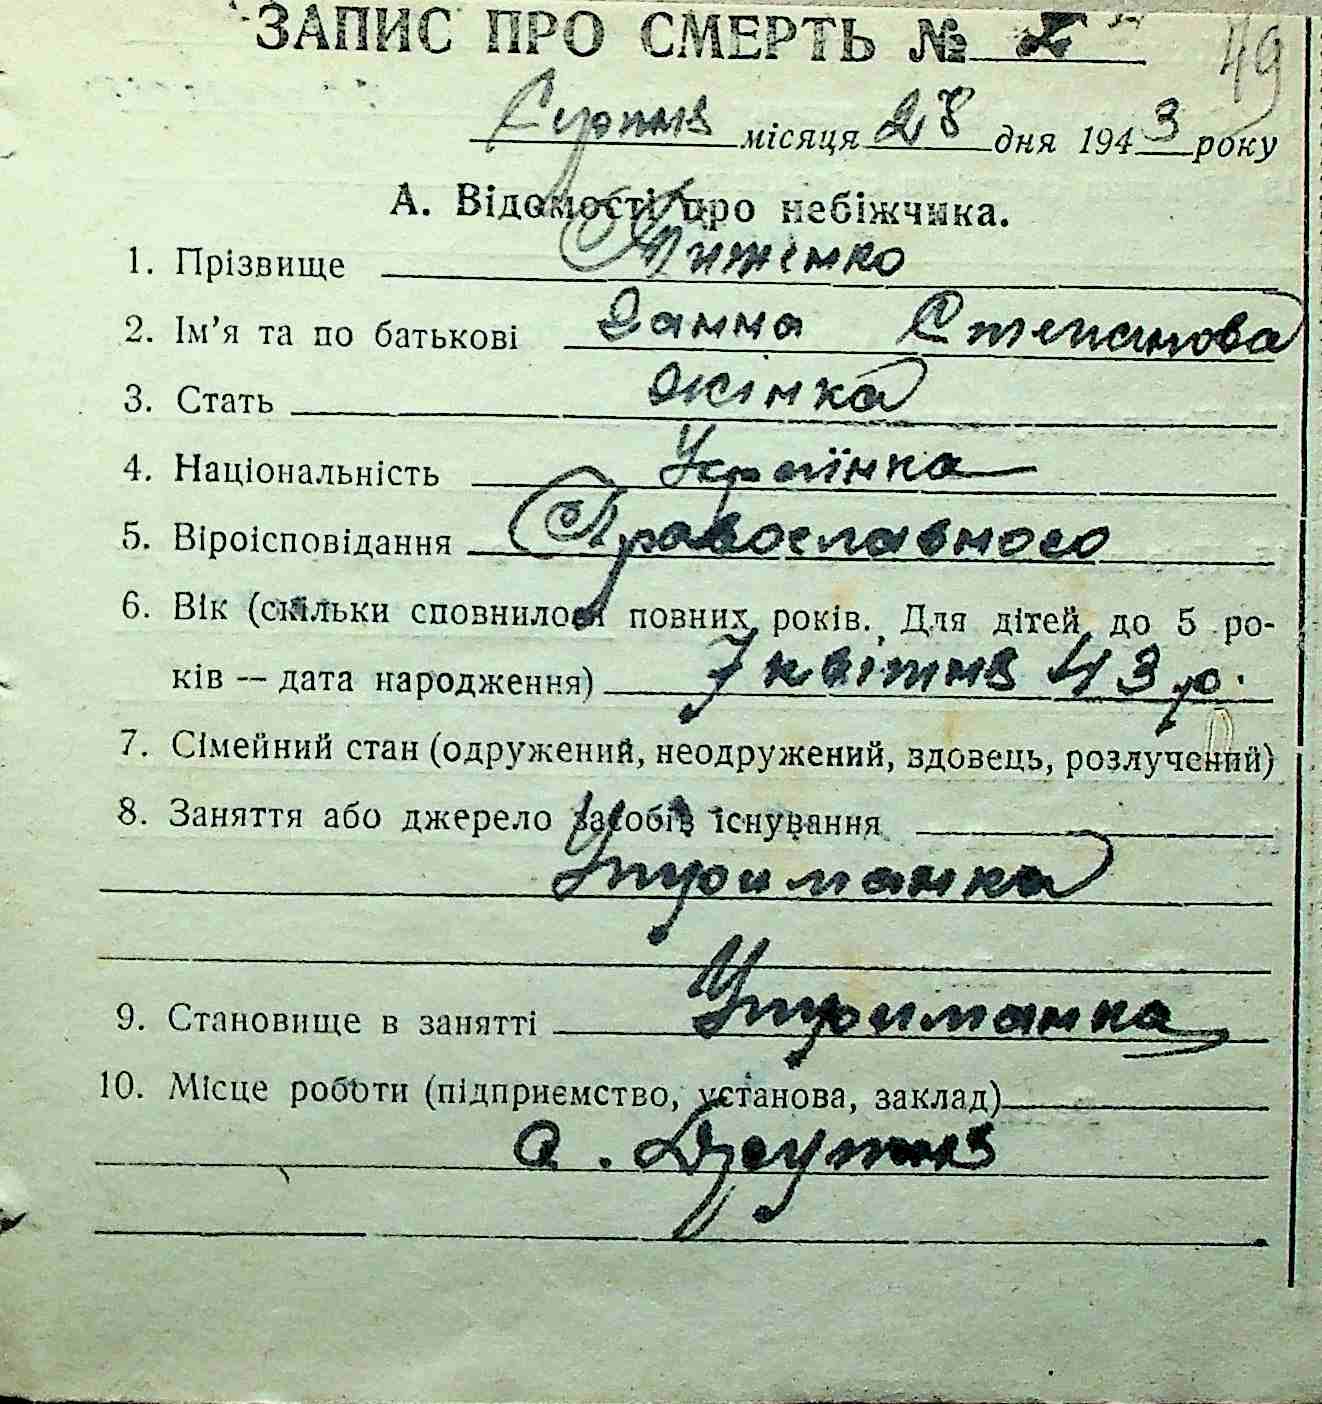 ЗАПИС ПРО СМЕРТЬ №
49
Серпня місяця 28 дня 1943 року
А. Відомості про небіжчика.
1. Прізвище
2. Ім'я та по батькові Ганна Степанова
3. Стать жінка
4. Національність Українка
5. Віроісповідання Православного
6. Вік (скільки сповнилося повних років. Для дітей до 5 ро-
ків — дата народження) 7 квітня 43 р.
7. Сімейний стан (одружений, неодружений, вдовець, розлучений)
8. Заняття або джерело засобів існування
Утриманка
9. Становище в занятті Утриманка
10. Місце роботи (підприємство, установа, заклад)
с.